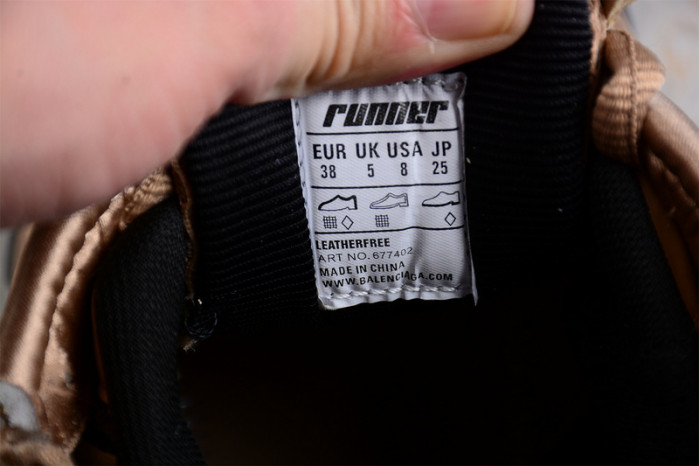 runner
EUR UK USA JP
38 5 8 25
LEATHERFREE
ART NO. 677402
MADE IN CHINA
WWW.BALENCIAGA.COM